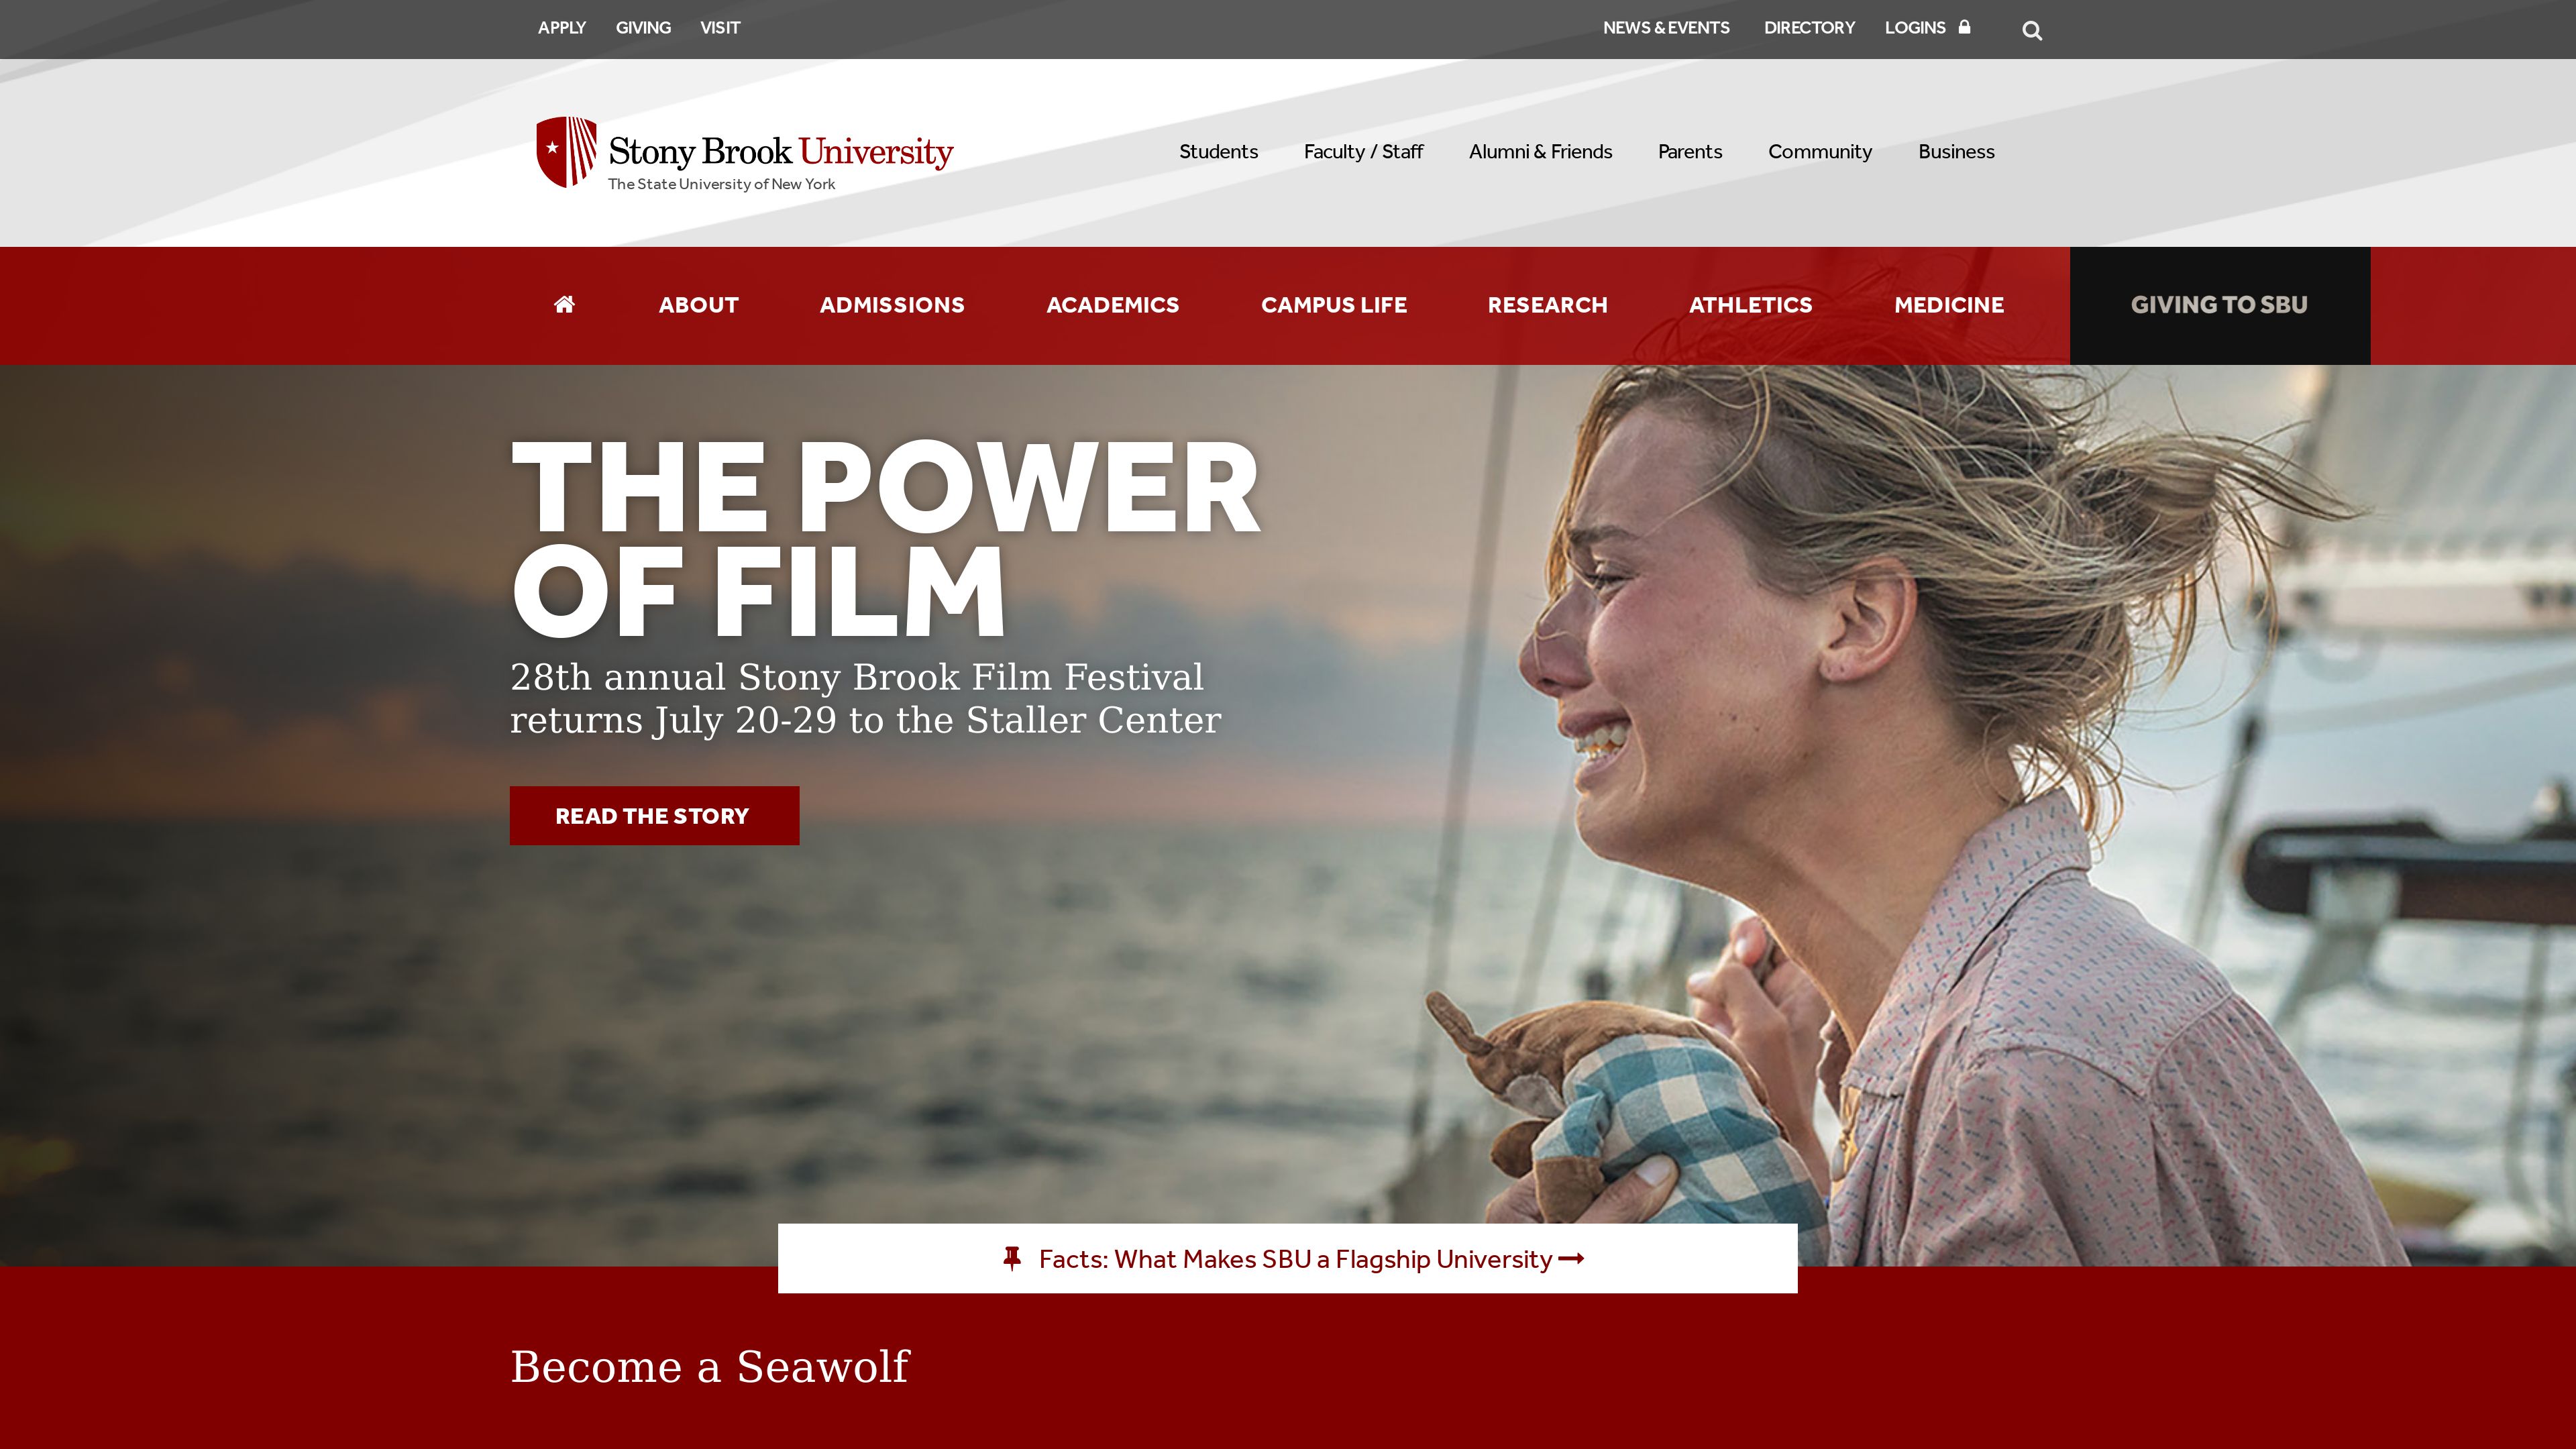 APPLY GIVING VISIT NEWS & EVENTS DIRECTORY LOGINS
Stony Brook University
The State University of New York
Students Faculty / Staff Alumni & Friends Parents Community Business
ABOUT ADMISSIONS ACADEMICS CAMPUS LIFE RESEARCH ATHLETICS MEDICINE GIVING TO SBU
THE POWER
OF FILM
28th annual Stony Brook Film Festival
returns July 20-29 to the Staller Center
READ THE STORY
Facts: What Makes SBU a Flagship University
Become a Seawolf